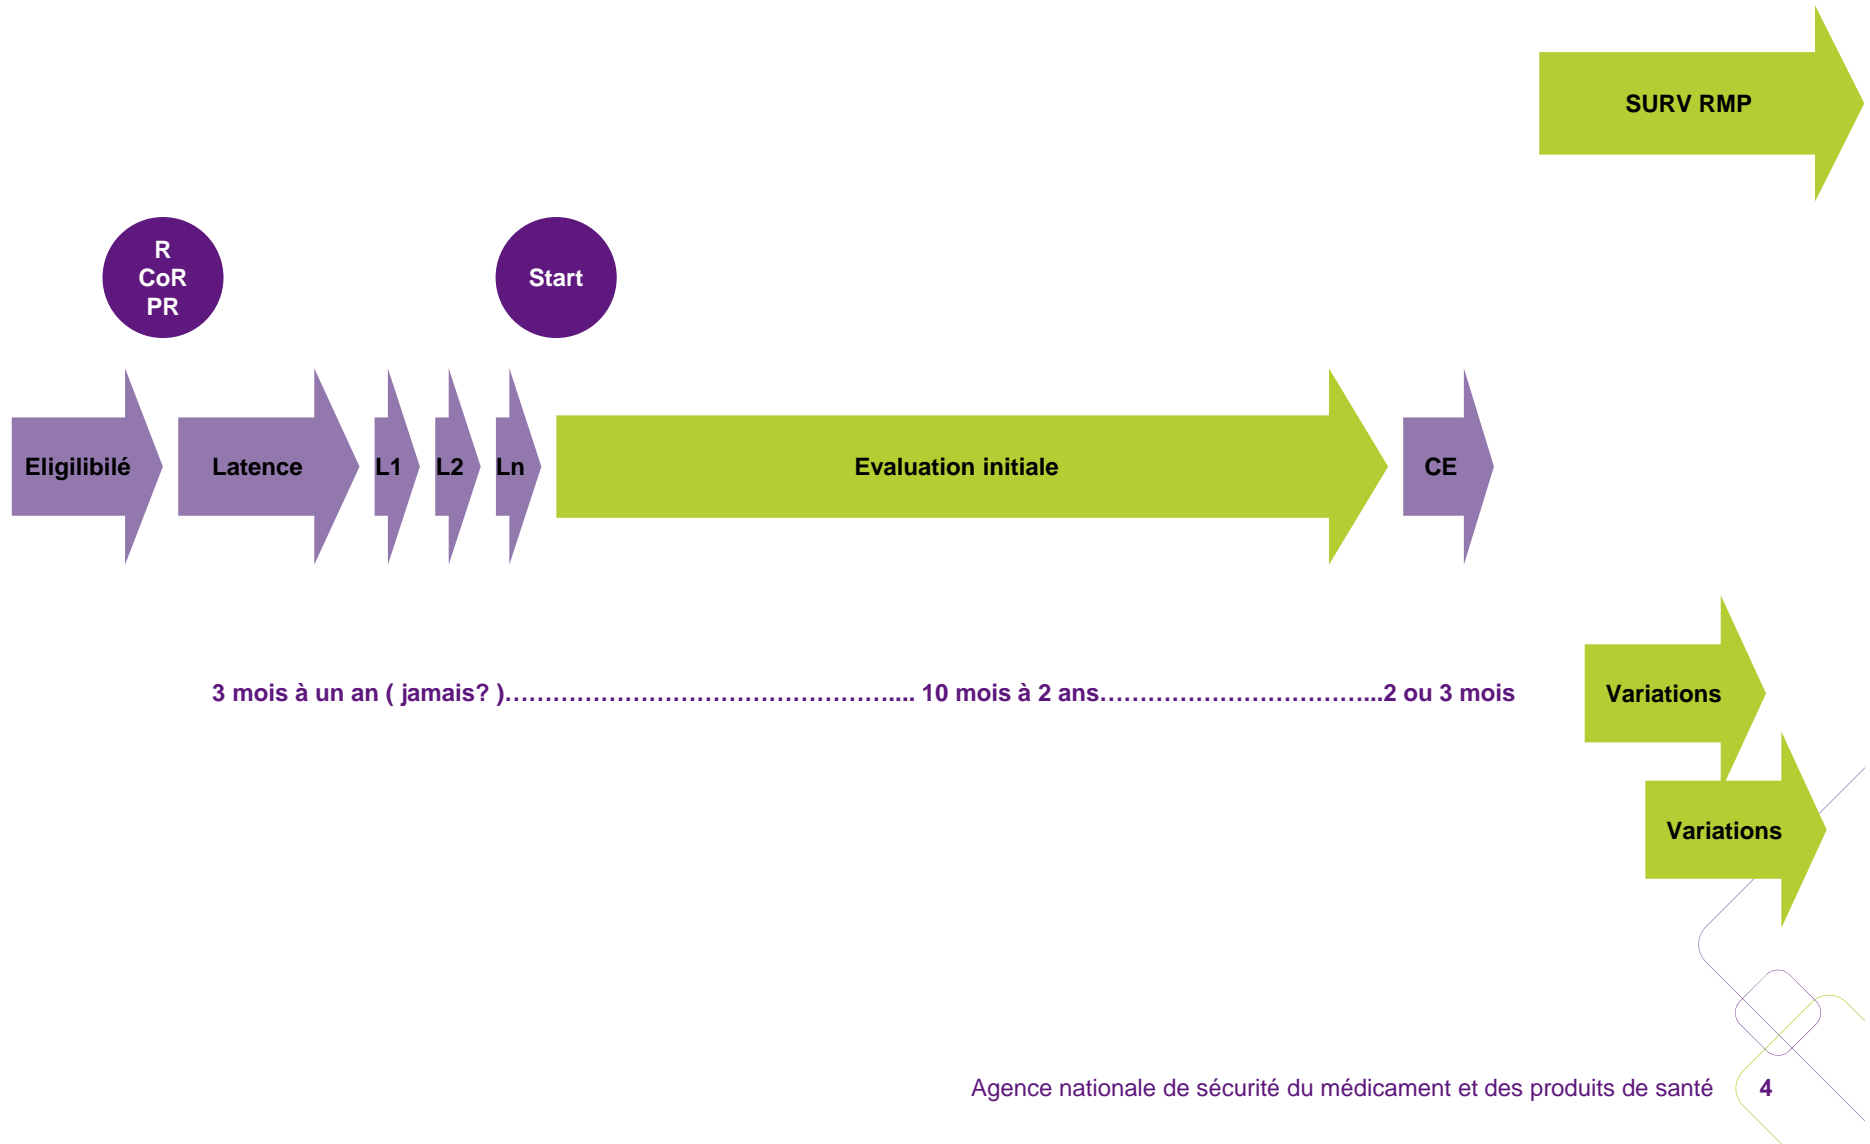 SURV RMP
R
CoR
PR
Start
Eligilibilé
Latence
L1
L2
Ln
Evaluation initiale
CE
3 mois à un an ( jamais? )………………………………………….... 10 mois à 2 ans……………………………...2 ou 3 mois
Variations
Variations
Agence nationale de sécurité du médicament et des produits de santé
4